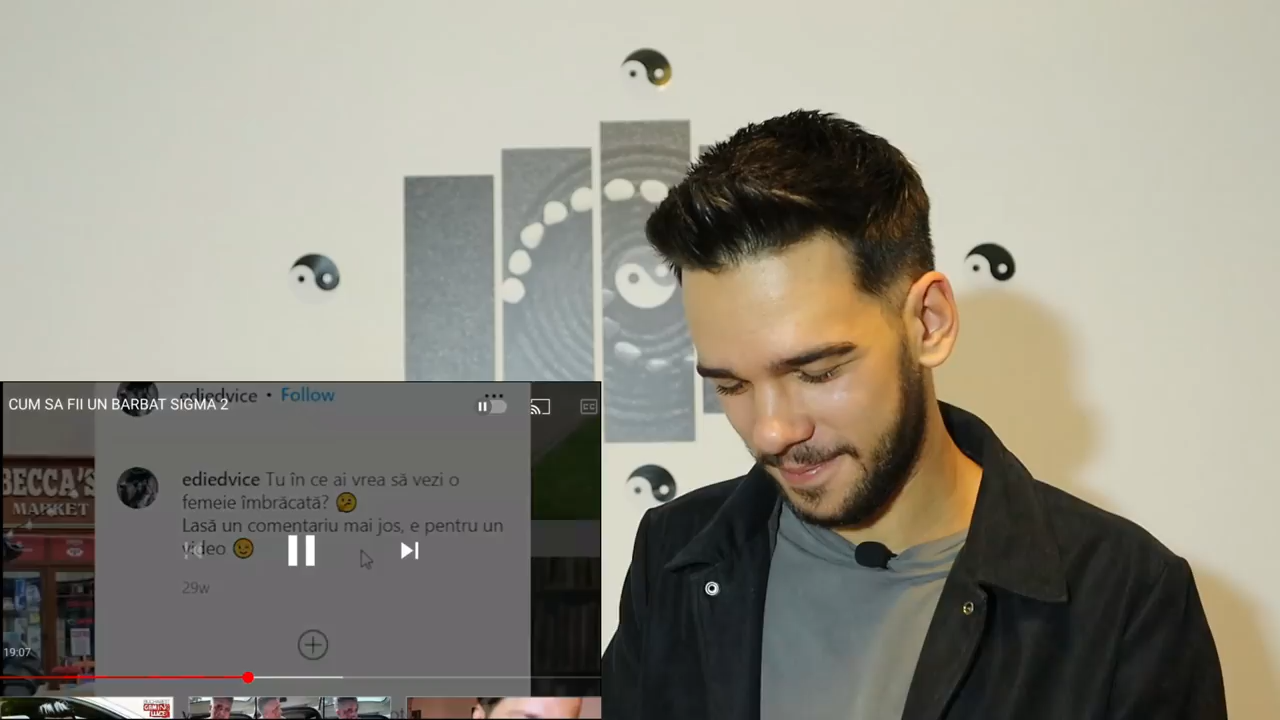 ediedvice • Follow
CUM SA FII UN BARBAT SIGMA 2
CC
BECCA'S
MARKET
ediedvice Tu în ce ai vrea să vezi o
femeie îmbrăcată? 😕
Lasă un comentariu mai jos, e pentru un
video 😉
29w
19:07